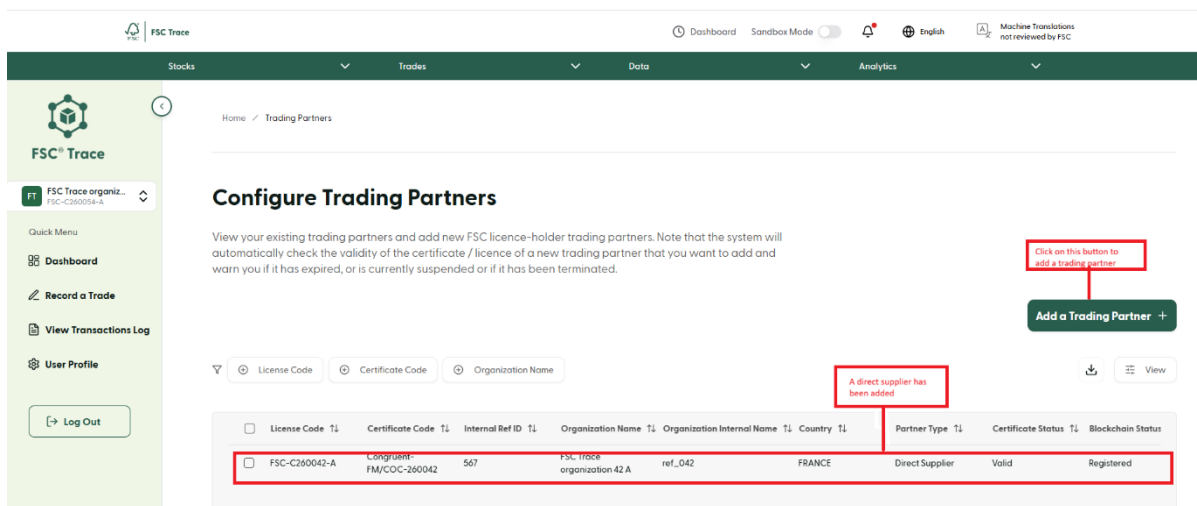 FSC
FSC Trace
Dashboard
Sandbox Mode
English
Machine Translations
not reviewed by FSC
Stocks
Trades
Data
Analytics
FSC® Trace
FT
FSC Trace organiz...
FSC-C260054-A
Quick Menu
Dashboard
Record a Trade
View Transactions Log
User Profile
Log Out
Home / Trading Partners
Configure Trading Partners
View your existing trading partners and add new FSC licence-holder trading partners. Note that the system will
automatically check the validity of the certificate / licence of a new trading partner that you want to add and
warn you if it has expired, or is currently suspended or if it has been terminated.
Click on this button to
add a trading partner
Add a Trading Partner +
License Code
Certificate Code
Organization Name
View
A direct supplier has
been added
License Code Certificate Code Internal Ref ID Organization Name Organization Internal Name Country Partner Type Certificate Status Blockchain Status
FSC-C260042-A Congruent- 567 FSC Trace ref_042 FRANCE Direct Supplier Valid Registered
FM/COC-260042 organization 42 A